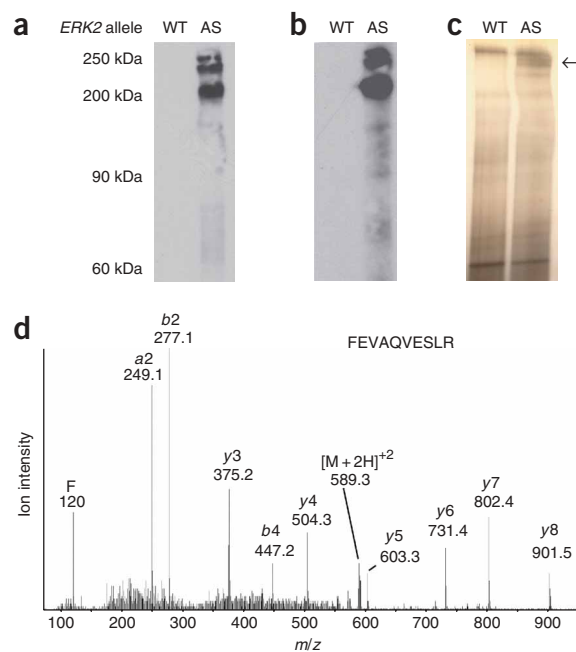 a b c
ERK2 allele WT AS WT AS WT AS
250 kDa
200 kDa
90 kDa
60 kDa
←
d
FEVAQVESLR
b2
277.1
a2
249.1
F
120
y3
375.2
b4
447.2
y4
504.3
[M + 2H]+2
589.3
y5
603.3
y6
731.4
y7
802.4
y8
901.5
Ion intensity
100 200 300 400 500 600 700 800 900
m/z